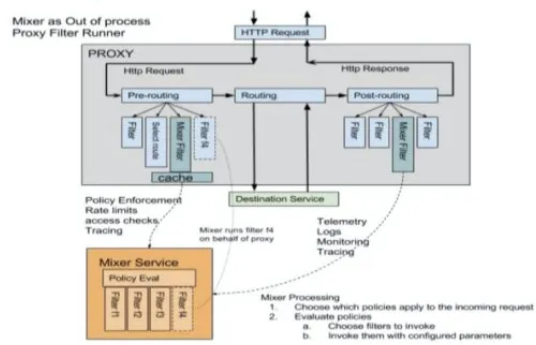 Mixer as Out of process
Proxy Filter Runner
HTTP Request
PROXY
Http Request
Http Response
Pre-routing
Routing
Post-routing
Filter
Select route
Mixer Filter
Filter f4
Filter
Filter
Mixer Filter
Filter
cache
Policy Enforcement
Rate limits
access checks
Tracing
Mixer runs filter f4
on behalf of proxy
Destination Service
Telemetry
Logs
Monitoring
Tracing
Mixer Service
Policy Eval
Filter f1
Filter f2
Filter f3
Filter f4
Mixer Processing
1. Choose which policies apply to the incoming request
2. Evaluate policies
a. Choose filters to invoke
b. Invoke them with configured parameters